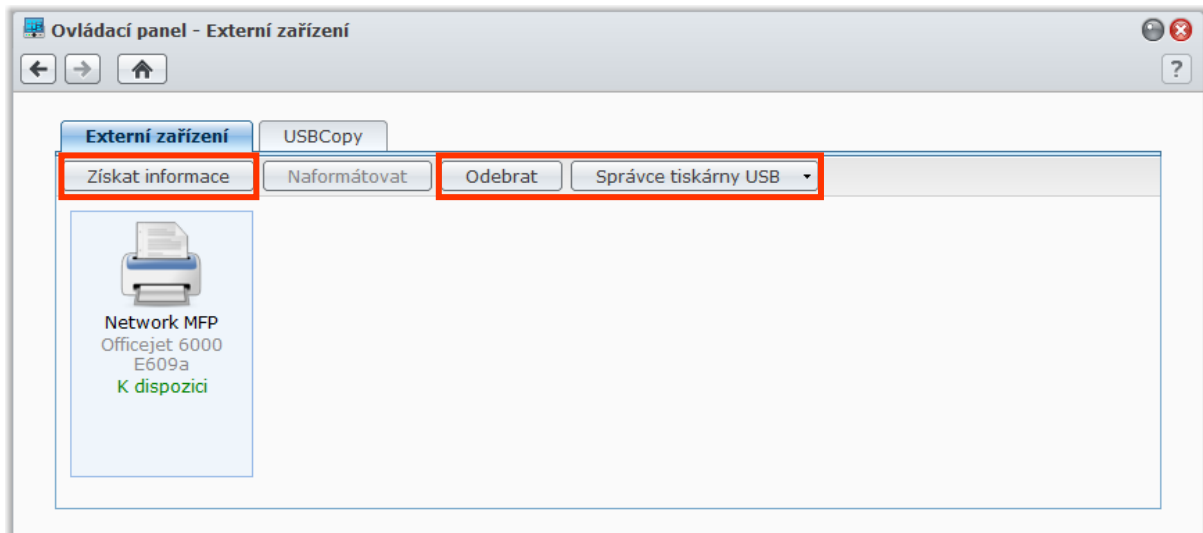 Ovládací panel - Externí zařízení
?
Externí zařízení USBCopy
Získat informace Naformátovat Odebrat Správce tiskárny USB
Network MFP
Officejet 6000
E609a
K dispozici